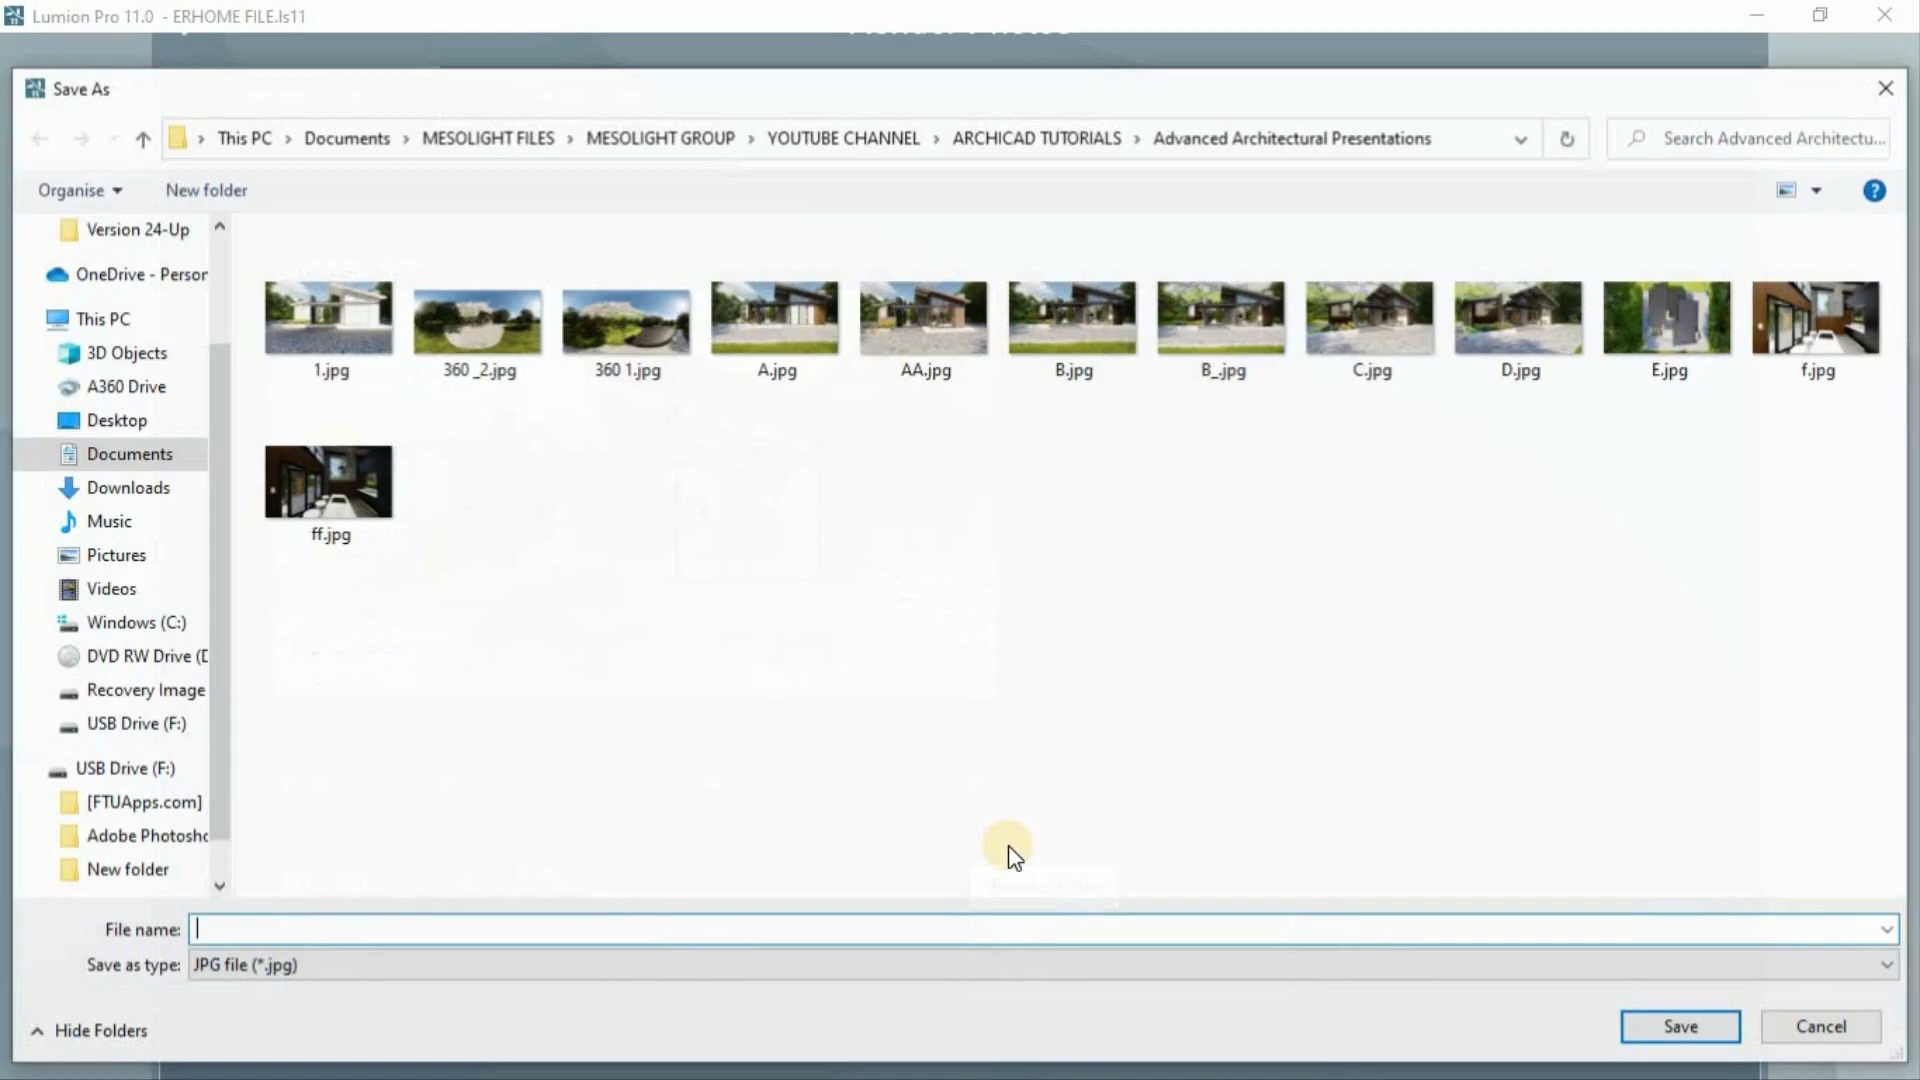 Lumion Pro 11.0 - ERHOME FILE.ls11
Save As
This PC > Documents > MESOLIGHT FILES > MESOLIGHT GROUP > YOUTUBE CHANNEL > ARCHICAD TUTORIALS > Advanced Architectural Presentations
Search Advanced Architectu...
Organise
New folder
Version 24-Up
OneDrive - Person
This PC
3D Objects
A360 Drive
Desktop
Documents
Downloads
Music
Pictures
Videos
Windows (C:)
DVD RW Drive (D
Recovery Image
USB Drive (F:)
USB Drive (F:)
[FTUApps.com]
Adobe Photosho
New folder
1.jpg
360 _2.jpg
360 1.jpg
A.jpg
AA.jpg
B.jpg
B_.jpg
C.jpg
D.jpg
E.jpg
f.jpg
ff.jpg
File name:
Save as type: JPG file (*.jpg)
Hide Folders
Save
Cancel